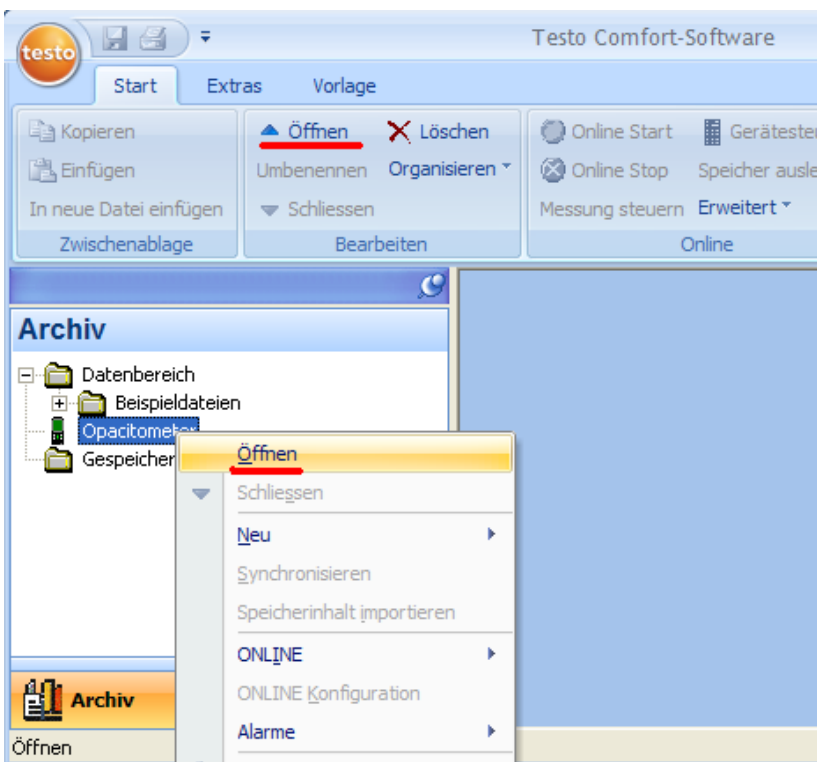 testo
Testo Comfort-Software
Start Extras Vorlage
Kopieren
Einfügen
In neue Datei einfügen
Zwischenablage
Öffnen Löschen
Umbenennen Organisieren
Schliessen
Bearbeiten
Online Start
Online Stop Speicher
Messung steuern Erweitert
Online
Archiv
Datenbereich
Beispieldateien
Opacitometer
Öffnen
Schliessen
Neu
Synchronisieren
Speicherinhalt importieren
ONLINE
ONLINE Konfiguration
Alarme
Archiv
Öffnen